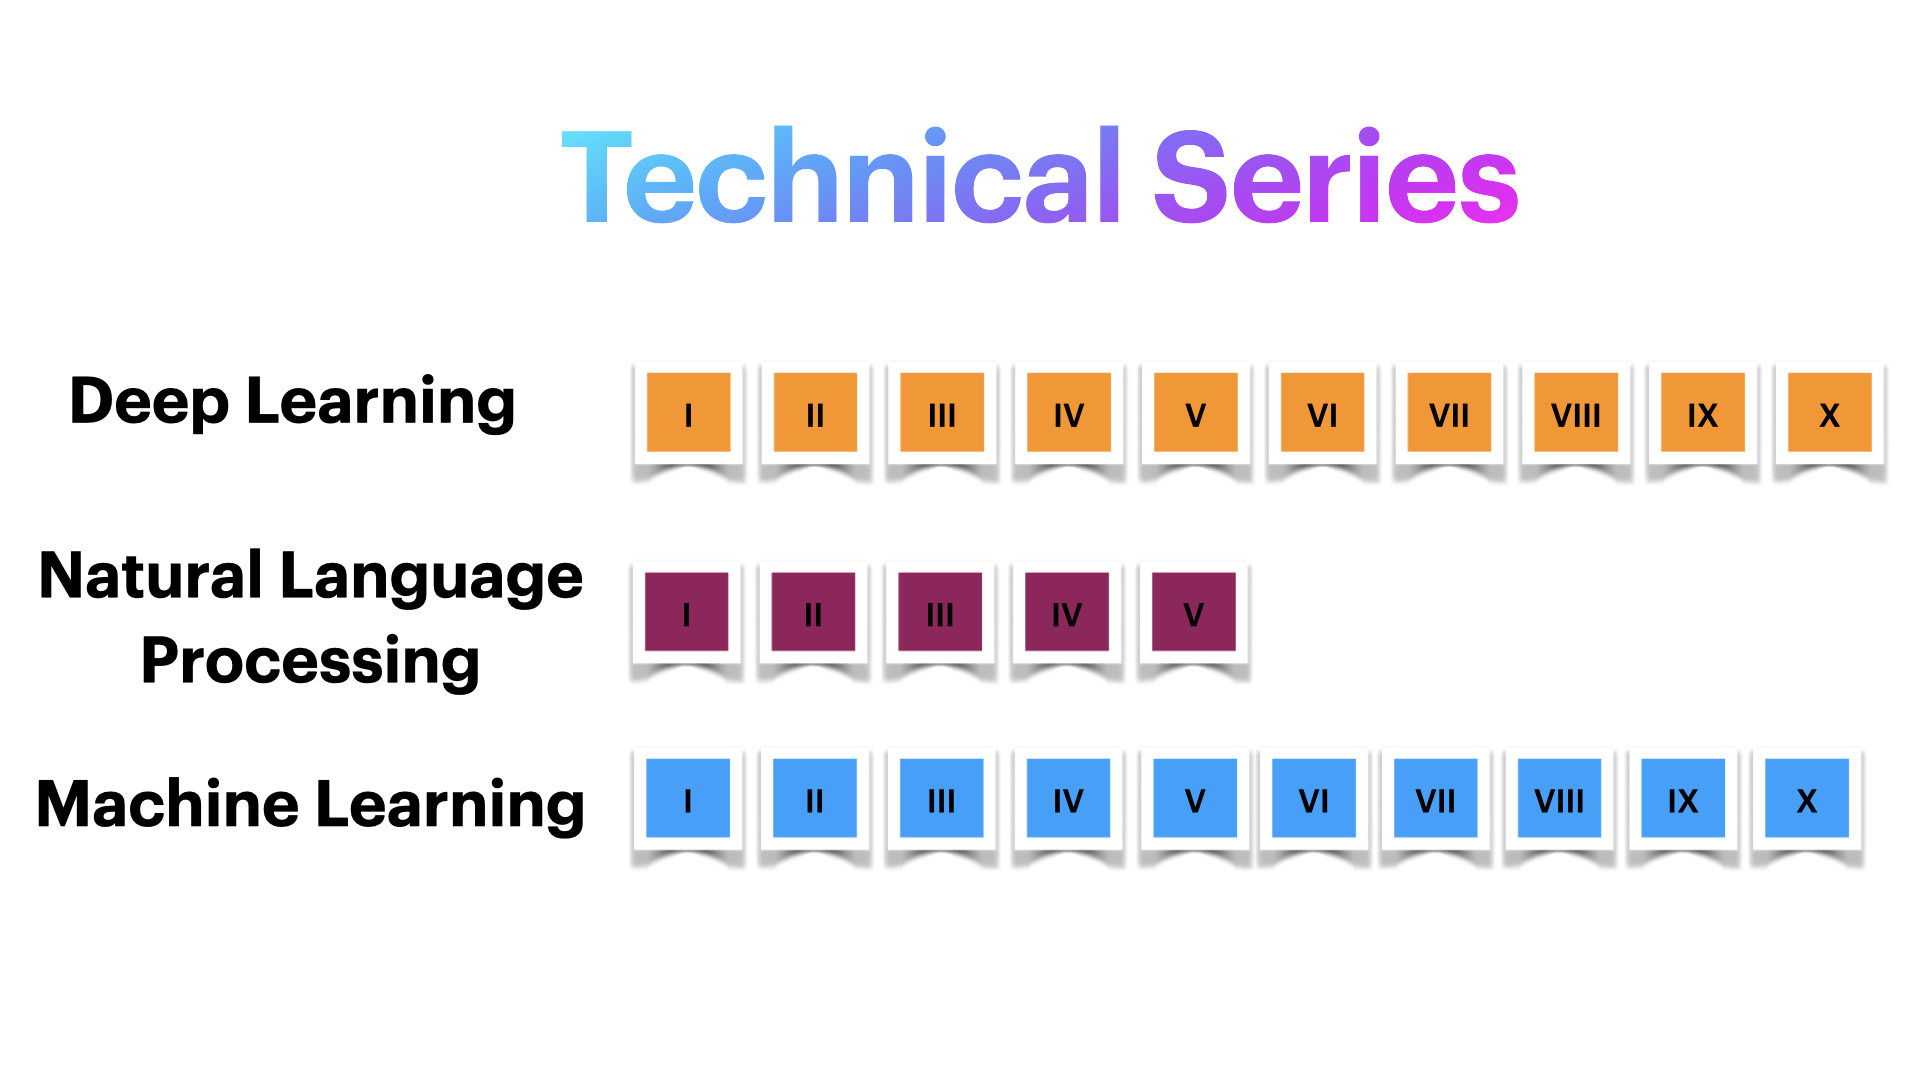 Technical Series
Deep Learning
I II III IV V VI VII VIII IX X
Natural Language
Processing
I II III IV V
Machine Learning
I II III IV V VI VII VIII IX X